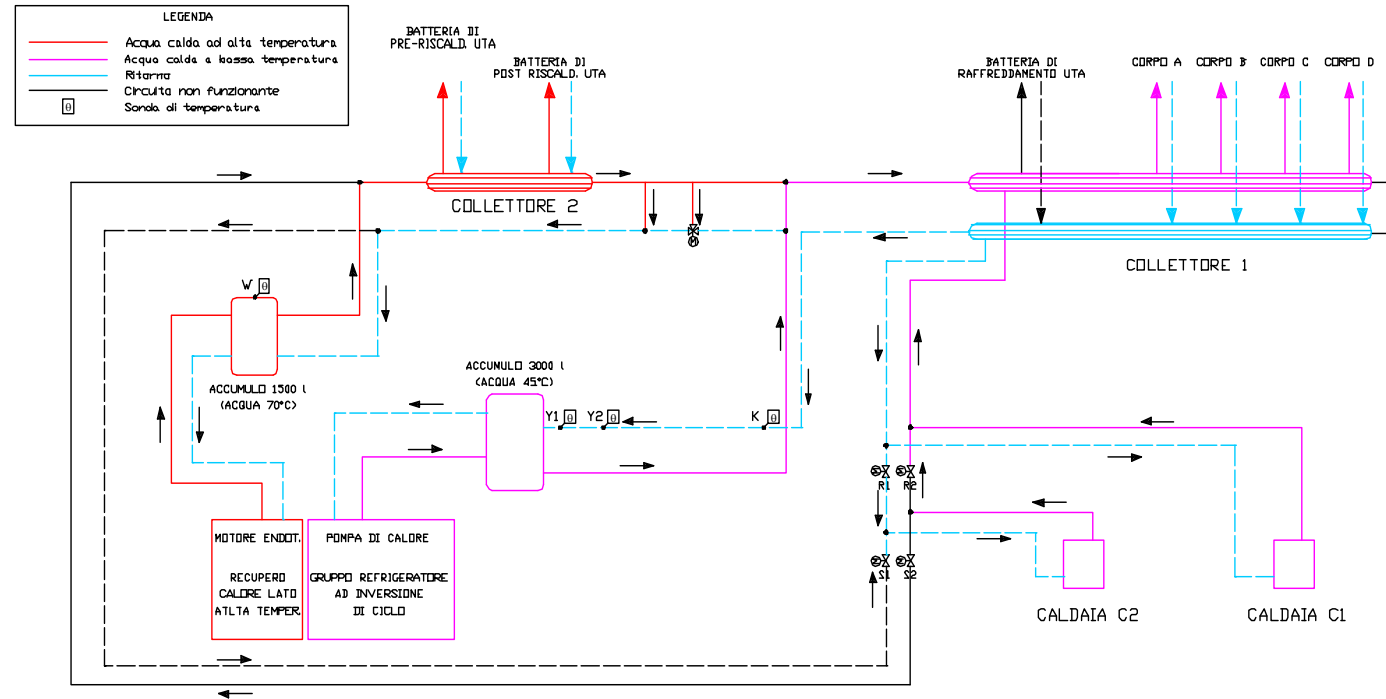 LEGENDA
Acqua calda ad alta temperatura
Acqua calda a bassa temperatura
Ritorno
Circuito non funzionante
θ Sonda di temperatura
BATTERIA DI
PRE-RISCALD. UTA
BATTERIA DI
POST RISCALD. UTA
BATTERIA DI
RAFFREDDAMENTO UTA
CORPO A CORPO B CORPO C CORPO D
COLLETTORE 2
COLLETTORE 1
W θ
ACCUMULO 1500 l
(ACQUA 70°C)
ACCUMULO 3000 l
(ACQUA 45°C)
Y1 θ Y2 θ K θ
R1 R2
S1 S2
MOTORE ENDOT.
RECUPERO
CALORE LATO
ATLTA TEMPER.
POMPA DI CALORE
GRUPPO REFRIGERATORE
AD INVERSIONE
DI CICLO
CALDAIA C2
CALDAIA C1